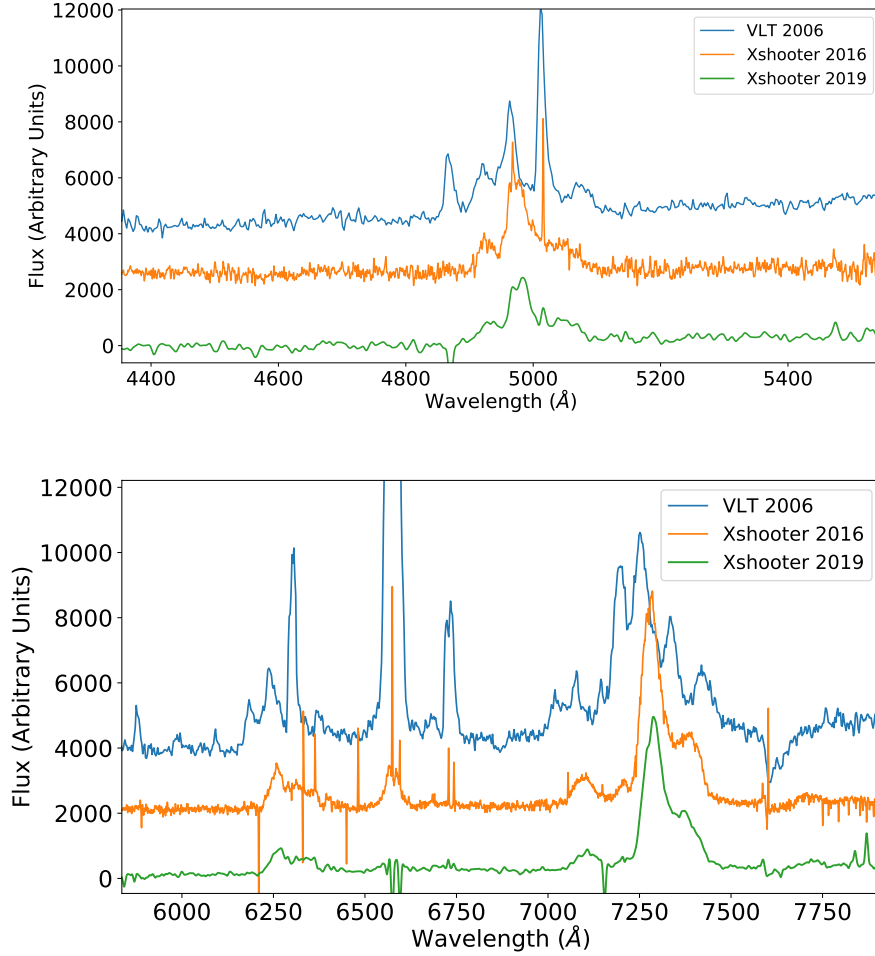 12000
10000
8000
6000
4000
2000
0
Flux (Arbitrary Units)
VLT 2006
Xshooter 2016
Xshooter 2019
4400 4600 4800 5000 5200 5400
Wavelength (Å)
12000
10000
8000
6000
4000
2000
0
Flux (Arbitrary Units)
VLT 2006
Xshooter 2016
Xshooter 2019
6000 6250 6500 6750 7000 7250 7500 7750
Wavelength (Å)